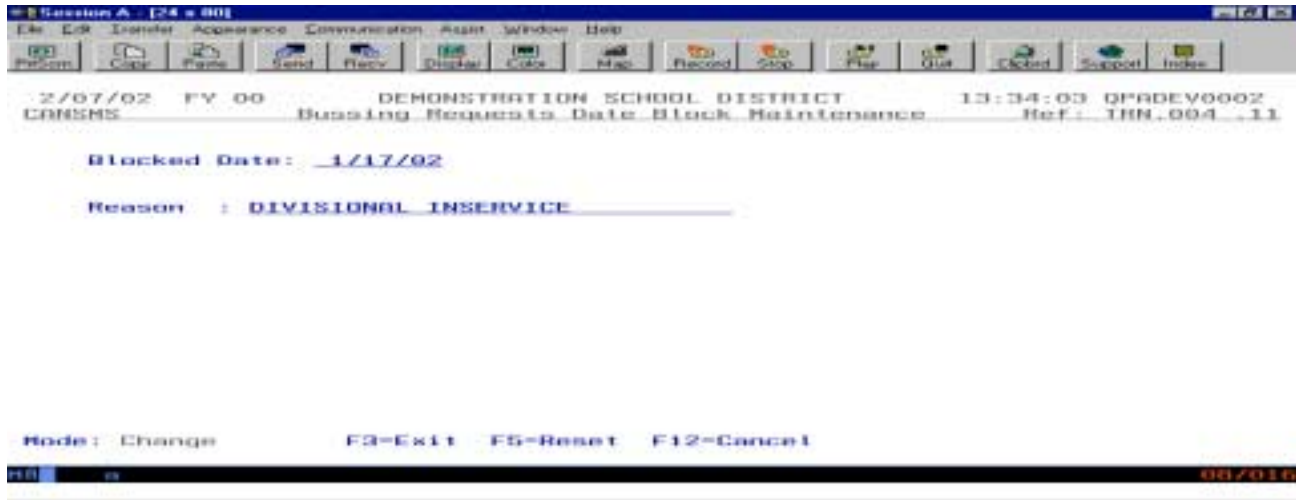 Session A - [24 x 80]
File Edit Transfer Appearance Communication Assist Window Help
PrtScrn Copy Paste Send Recv Display Color Map Record Stop Play Quit Clipbrd Support Index
2/07/02 FY 00 DEMONSTRATION SCHOOL DISTRICT 13:34:03 QPADEV0002
CANSMS Bussing Requests Date Block Maintenance Ref: TRN.004 .11
Blocked Date: 1/17/02
Reason : DIVISIONAL INSERVICE
Mode: Change F3=Exit F5=Reset F12=Cancel
08/016